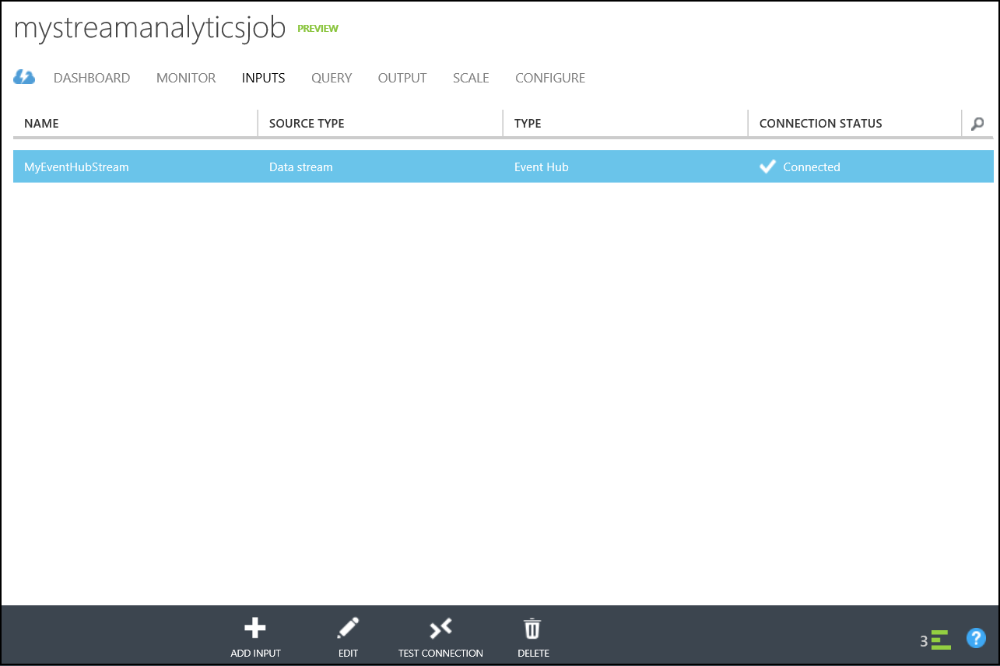 mystreamanalyticsjob PREVIEW
DASHBOARD MONITOR INPUTS QUERY OUTPUT SCALE CONFIGURE
NAME SOURCE TYPE TYPE CONNECTION STATUS
MyEventHubStream Data stream Event Hub Connected
ADD INPUT EDIT TEST CONNECTION DELETE 3 ?